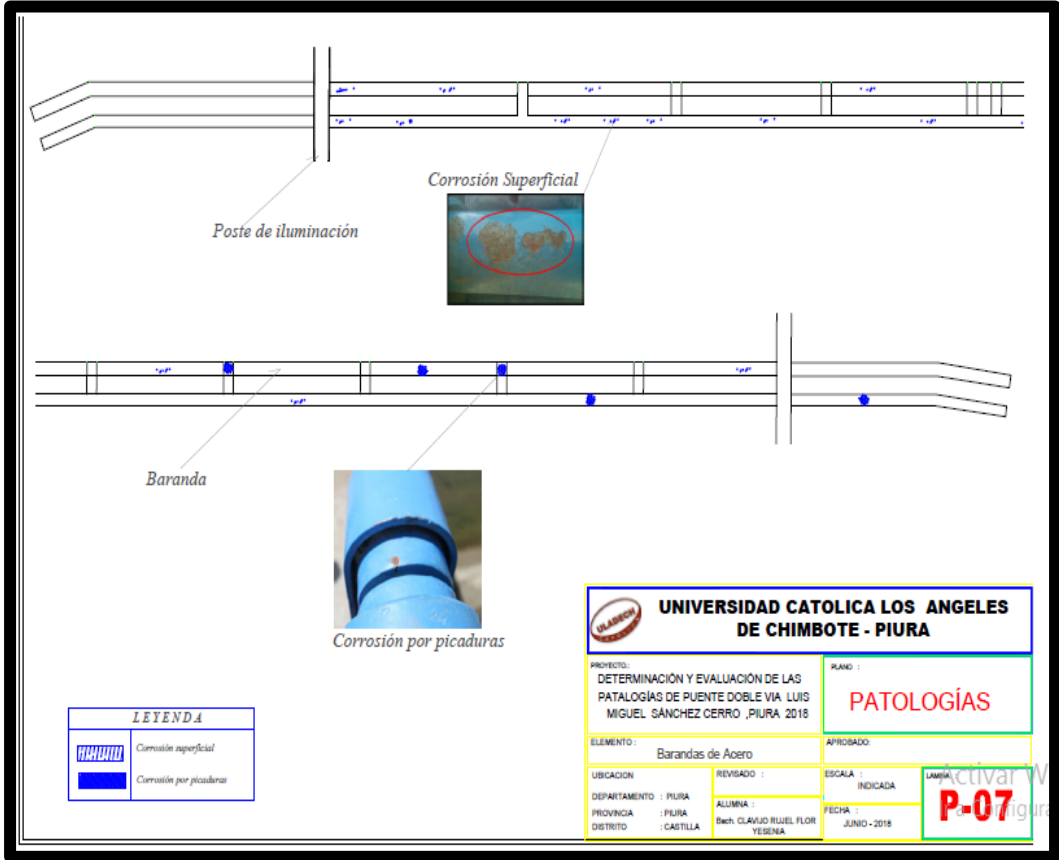 Corrosión Superficial
Poste de iluminación
Baranda
Corrosión por picaduras
LEYENDA
Corrosión superficial
Corrosión por picaduras
ULADECH
UNIVERSIDAD CATOLICA LOS ANGELES
DE CHIMBOTE - PIURA
PROYECTO.:
DETERMINACIÓN Y EVALUACIÓN DE LAS
PATALOGÍAS DE PUENTE DOBLE VIA LUIS
MIGUEL SÁNCHEZ CERRO ,PIURA 2018
PLANO :
PATOLOGÍAS
ELEMENTO :
Barandas de Acero
APROBADO:
UBICACION
DEPARTAMENTO : PIURA
PROVINCIA : PIURA
DISTRITO : CASTILLA
REVISADO :
ALUMNA :
Bach. CLAVIJO RUJEL FLOR
YESENIA
ESCALA :
INDICADA
FECHA :
JUNIO - 2018
LAMINA
P-07
Activar W